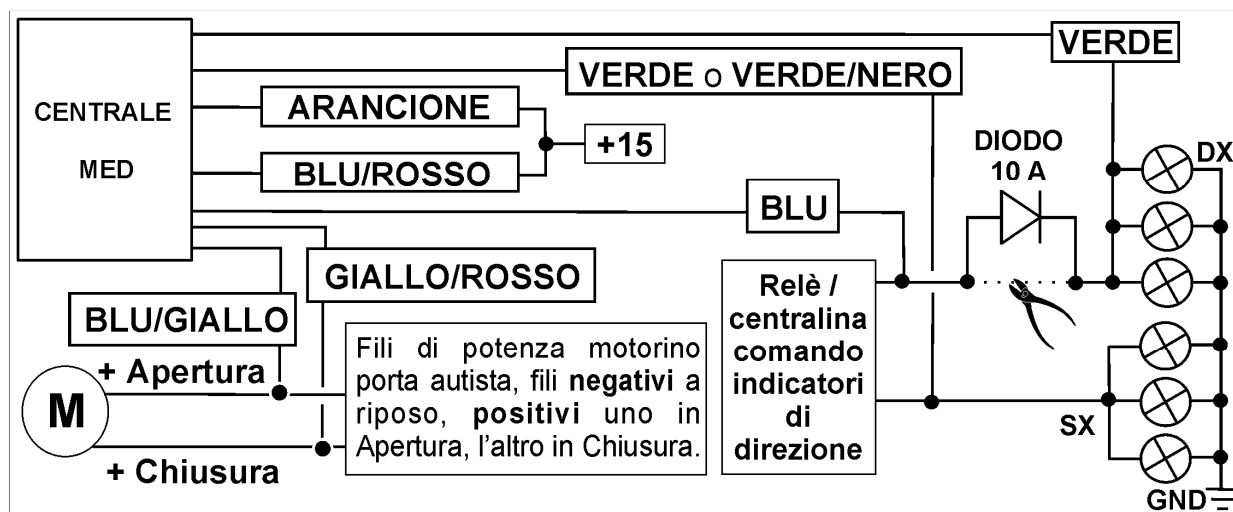 VERDE
VERDE o VERDE/NERO
CENTRALE
MED
ARANCIONE
+15
BLU/ROSSO
DIODO
10 A
DX
BLU
GIALLO/ROSSO
BLU/GIALLO
+ Apertura
M
+ Chiusura
Fili di potenza motorino
porta autista, fili negativi a
riposo, positivi uno in
Apertura, l'altro in Chiusura.
Relè /
centralina
comando
indicatori
di
direzione
SX
GND